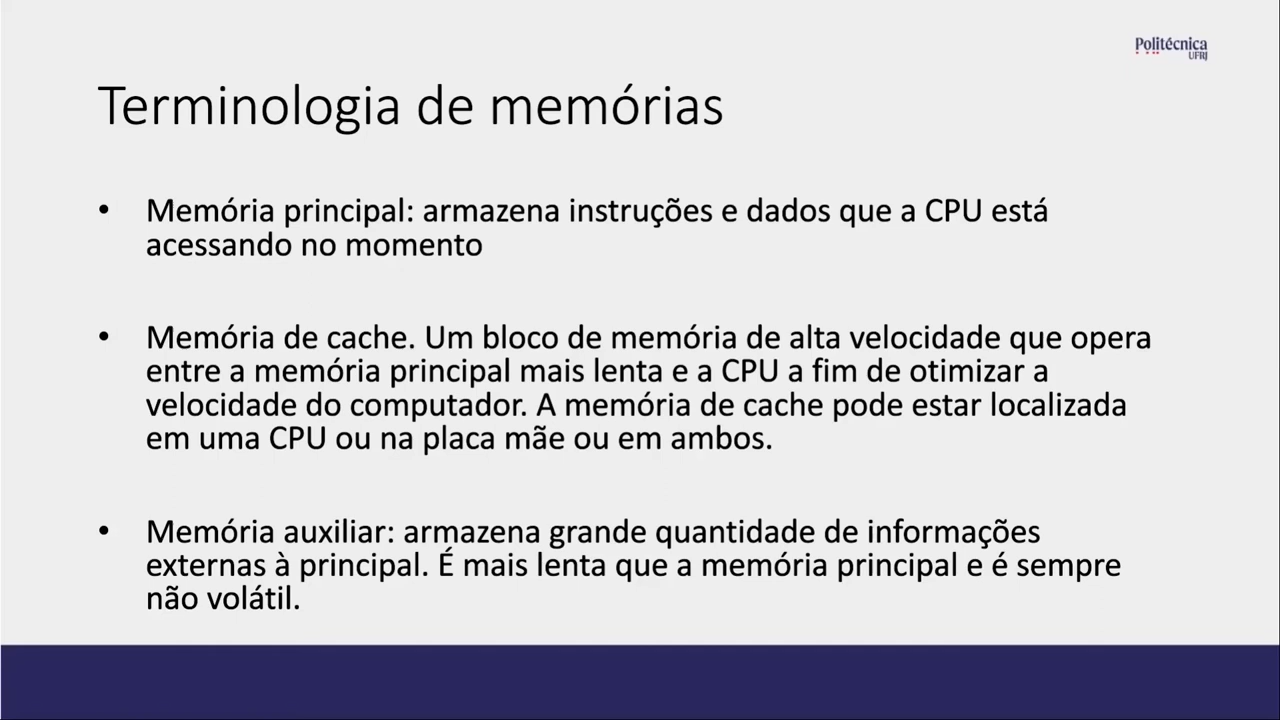 Politécnica
UFRJ
Terminologia de memórias
• Memória principal: armazena instruções e dados que a CPU está
acessando no momento
• Memória de cache. Um bloco de memória de alta velocidade que opera
entre a memória principal mais lenta e a CPU a fim de otimizar a
velocidade do computador. A memória de cache pode estar localizada
em uma CPU ou na placa mãe ou em ambos.
• Memória auxiliar: armazena grande quantidade de informações
externas à principal. É mais lenta que a memória principal e é sempre
não volátil.